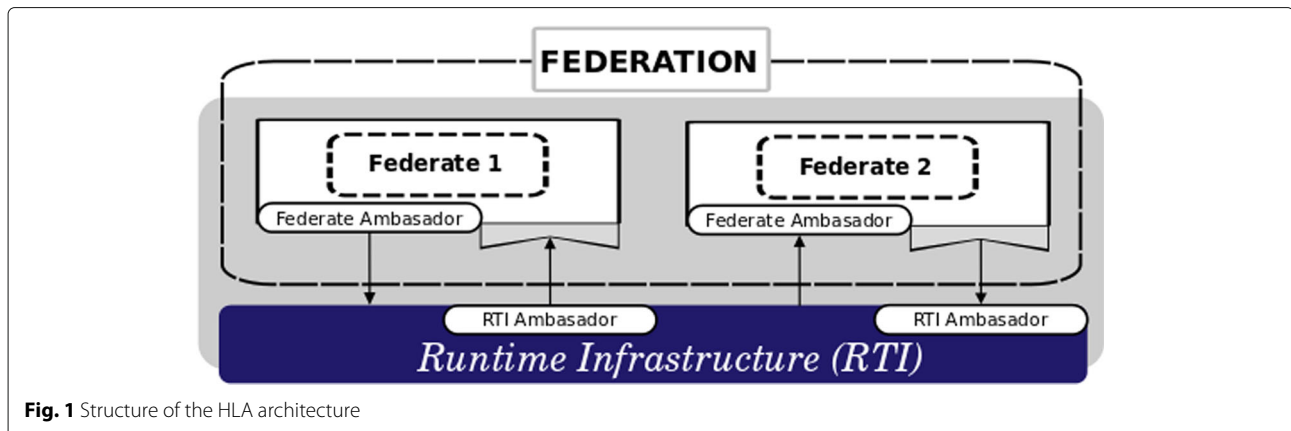 FEDERATION
Federate 1
Federate 2
Federate Ambasador
Federate Ambasador
RTI Ambasador
RTI Ambasador
Runtime Infrastructure (RTI)
Fig. 1 Structure of the HLA architecture